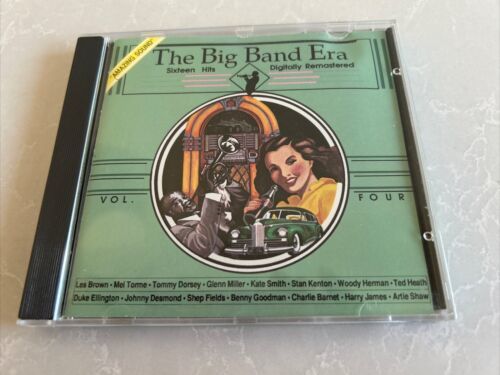 AMAZING SOUND!
The Big Band Era
Sixteen Hits Digitally Remastered
VOL. FOUR
Les Brown • Mel Torme • Tommy Dorsey • Glenn Miller • Kate Smith • Stan Kenton • Woody Herman • Ted Heath
Duke Ellington • Johnny Desmond • Shep Fields • Benny Goodman • Charlie Barnet • Harry James • Artie Shaw